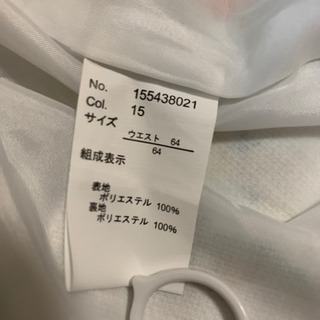 No. 155438021
Col. 15
サイズ
ウエスト 64
64
組成表示
表地
ポリエステル 100%
裏地
ポリエステル 100%